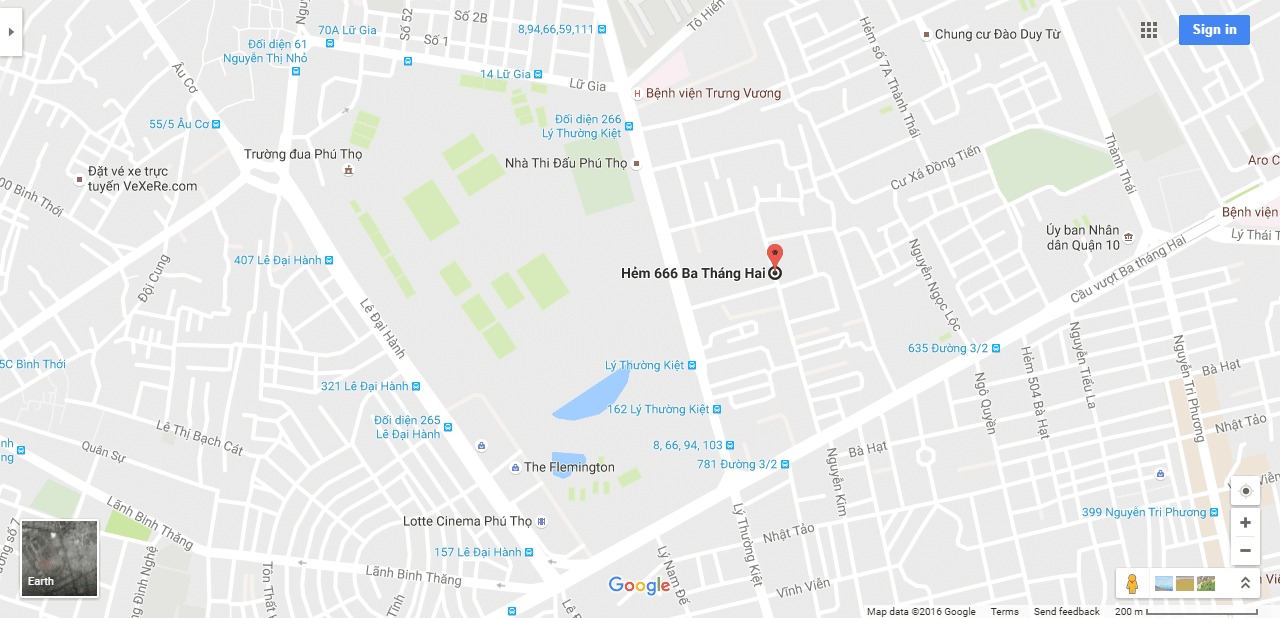 Số 2B
Tô Hiến
70A Lữ Gia
Số 52
8,94,66,59,111
Hẻm số 7A Thành Thái
Chung cư Đào Duy Từ
Sign in
Đối diện 61
Nguyễn Thị Nhỏ
Số 1
Âu Cơ
14 Lữ Gia
Lữ Gia
Bệnh viện Trưng Vương
55/5 Âu Cơ
Đối diện 266
Lý Thường Kiệt
Thành Thái
Trường đua Phú Thọ
Nhà Thi Đấu Phú Thọ
Cư Xá Đồng Tiến
Aro C
Đặt vé xe trực
tuyến VeXeRe.com
00 Bình Thới
Bệnh viện
Ủy ban Nhân
dân Quận 10
Lý Thái T
407 Lê Đại Hành
Đội Cung
Hẻm 666 Ba Tháng Hai
Nguyễn Ngọc Lộc
Cầu vượt Ba tháng Hai
Lê Đại Hành
635 Đường 3/2
5C Bình Thới
Lý Thường Kiệt
Nguyễn Tiểu La
Nguyễn Tri Phương
Hẻm 504 Bà Hạt
Bà Hạt
321 Lê Đại Hành
Ngô Quyền
162 Lý Thường Kiệt
Đối diện 265
Lê Đại Hành
Lê Thị Bạch Cát
Nhật Tảo
Quân Sự
8, 66, 94, 103
Bà Hạt
781 Đường 3/2
The Flemington
Nguyễn Kim
Lãnh Binh Thăng
399 Nguyễn Tri Phương
Lotte Cinema Phú Thọ
Lý Thường Kiệt
Nhật Tảo
157 Lê Đại Hành
Lý Nam Đế
Lãnh Bình Thăng
Vĩnh Viễn
Earth
Google
Map data ©2016 Google
Terms
Send feedback
200 m